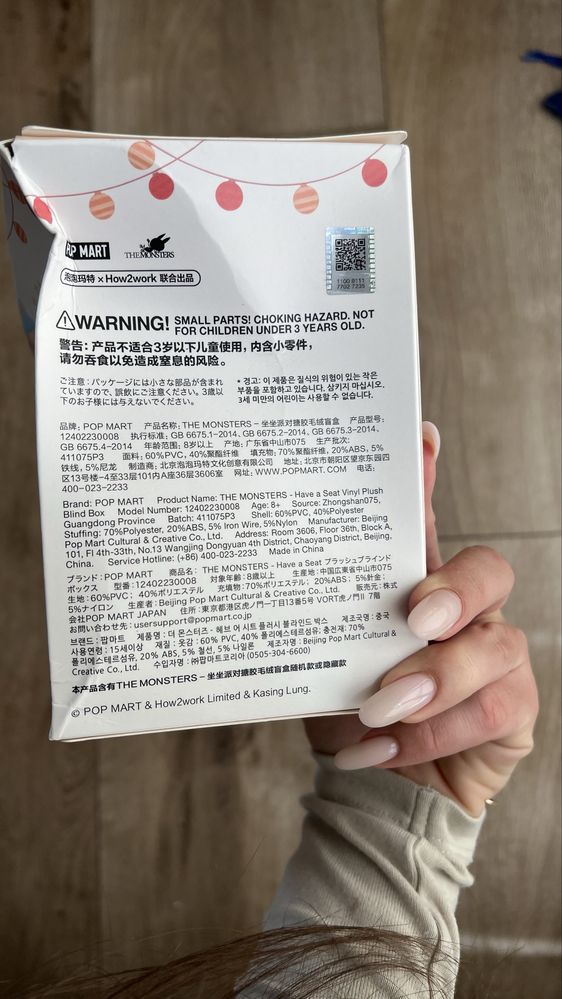 POP MART THE MONSTERS
泡泡玛特 × How2work 联合出品
1100 8111
7702 7235
WARNING! SMALL PARTS! CHOKING HAZARD. NOT
FOR CHILDREN UNDER 3 YEARS OLD.
警告: 产品不适合3岁以下儿童使用，内含小零件，
请勿吞食以免造成窒息的风险。
ご注意: パッケージには小さな部品が含まれ
ていますので、誤飲にご注意ください。3歳以
下のお子様には与えないでください。
* 경고: 이 제품은 질식의 위험이 있는 작은
부품을 포함하고 있습니다. 삼키지 마십시오.
3세 미만의 어린이는 사용할 수 없습니다.
品牌: POP MART 产品名称: THE MONSTERS – 坐坐派对搪胶毛绒盲盒 产品型号:
12402230008 执行标准: GB 6675.1–2014、GB 6675.2–2014、GB 6675.3–2014、
GB 6675.4–2014 年龄范围: 8岁以上 产地: 广东省中山市075 生产批次:
411075P3 面料: 60%PVC, 40%聚酯纤维 填充物: 70%聚酯纤维, 20%ABS, 5%
铁线, 5%尼龙 制造商: 北京泡泡玛特文化创意有限公司 地址: 北京市朝阳区望京东园四
区13号楼-4至33层101内A座36层3606室 网址: WWW.POPMART.COM 电话:
400-023-2233
Brand: POP MART Product Name: THE MONSTERS - Have a Seat Vinyl Plush
Blind Box Model Number: 12402230008 Age: 8+ Source: Zhongshan075,
Guangdong Province Batch: 411075P3 Shell: 60%PVC, 40%Polyester
Stuffing: 70%Polyester, 20%ABS, 5% Iron Wire, 5%Nylon Manufacturer: Beijing
Pop Mart Cultural & Creative Co., Ltd. Address: Room 3606, Floor 36th, Block A,
101, Fl 4th-33th, No.13 Wangjing Dongyuan 4th District, Chaoyang District, Beijing,
China. Service Hotline: (+86) 400-023-2233 Made in China
ブランド: POP MART 商品名: THE MONSTERS - Have a Seat プラッシュブラインド
ボックス 型番: 12402230008 対象年齢: 8歳以上 生産地: 中国広東省中山市075
生地: 60%PVC; 40%ポリエステル 充填物: 70%ポリエステル; 20%ABS; 5%針金;
5%ナイロン 生産者: Beijing Pop Mart Cultural & Creative Co., Ltd. 販売元: 株式
会社POP MART JAPAN 住所: 東京都港区虎ノ門一丁目13番5号 VORT虎ノ門II 7階
お問い合わせ先: usersupport@popmart.co.jp
브랜드: 팝마트 제품명: 더 몬스터즈 - 헤브 어 시트 플러시 블라인드 박스 제조국명: 중국
사용연령: 15세이상 재질: 옷감: 60% PVC, 40% 폴리에스테르섬유; 충전재: 70%
폴리에스테르섬유, 20% ABS, 5% 철선, 5% 나일론 제조자명: Beijing Pop Mart Cultural &
Creative Co., Ltd. 수입자명: ㈜팝마트코리아 (0505-304-6600)
本产品含有THE MONSTERS – 坐坐派对搪胶毛绒盲盒随机款或隐藏款
© POP MART & How2work Limited & Kasing Lung.